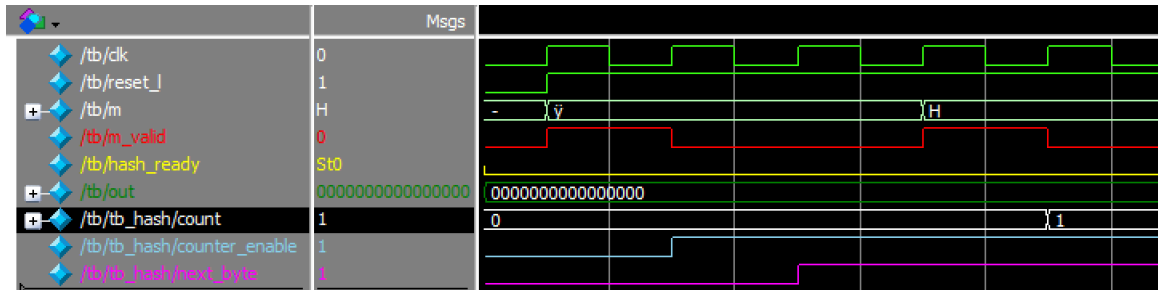 Msgs
/tb/clk 0
/tb/reset_l 1
/tb/m H - ÿ H
/tb/m_valid 0
/tb/hash_ready St0
/tb/out 0000000000000000 0000000000000000
/tb/tb_hash/count 1 0 1
/tb/tb_hash/counter_enable 1
/tb/tb_hash/next_byte 1